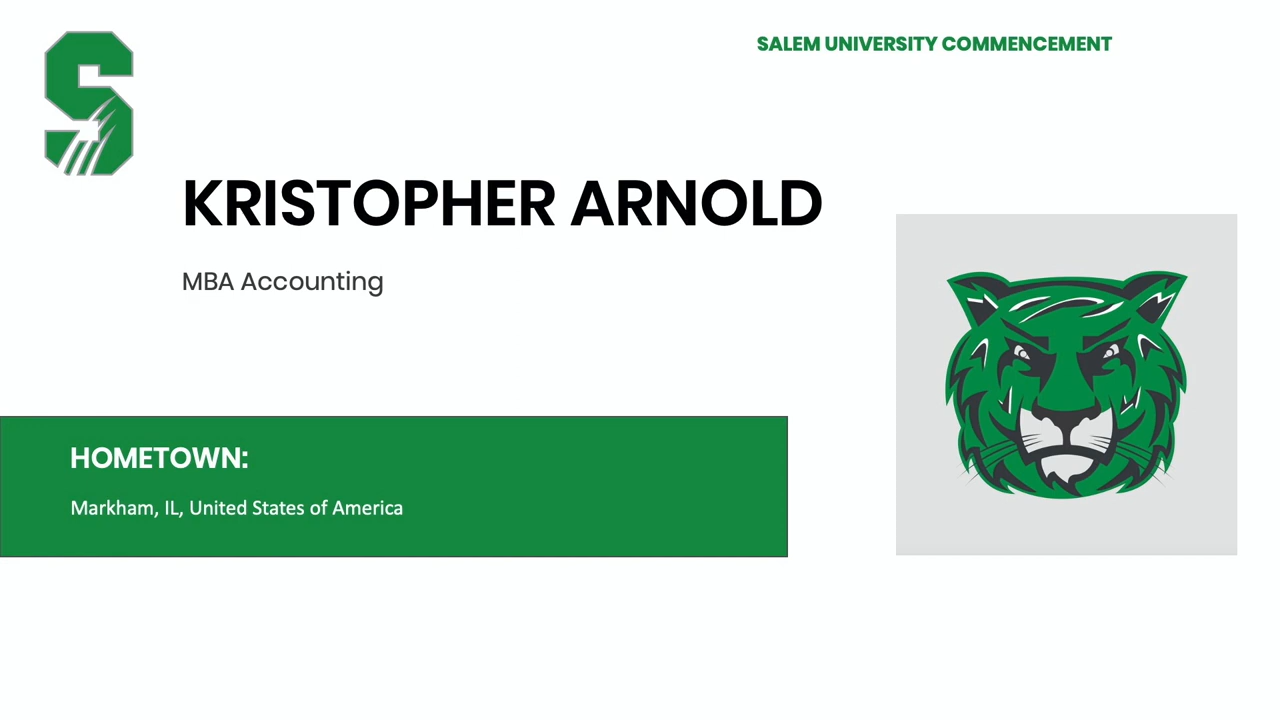 S
SALEM UNIVERSITY COMMENCEMENT
KRISTOPHER ARNOLD
MBA Accounting
HOMETOWN:
Markham, IL, United States of America